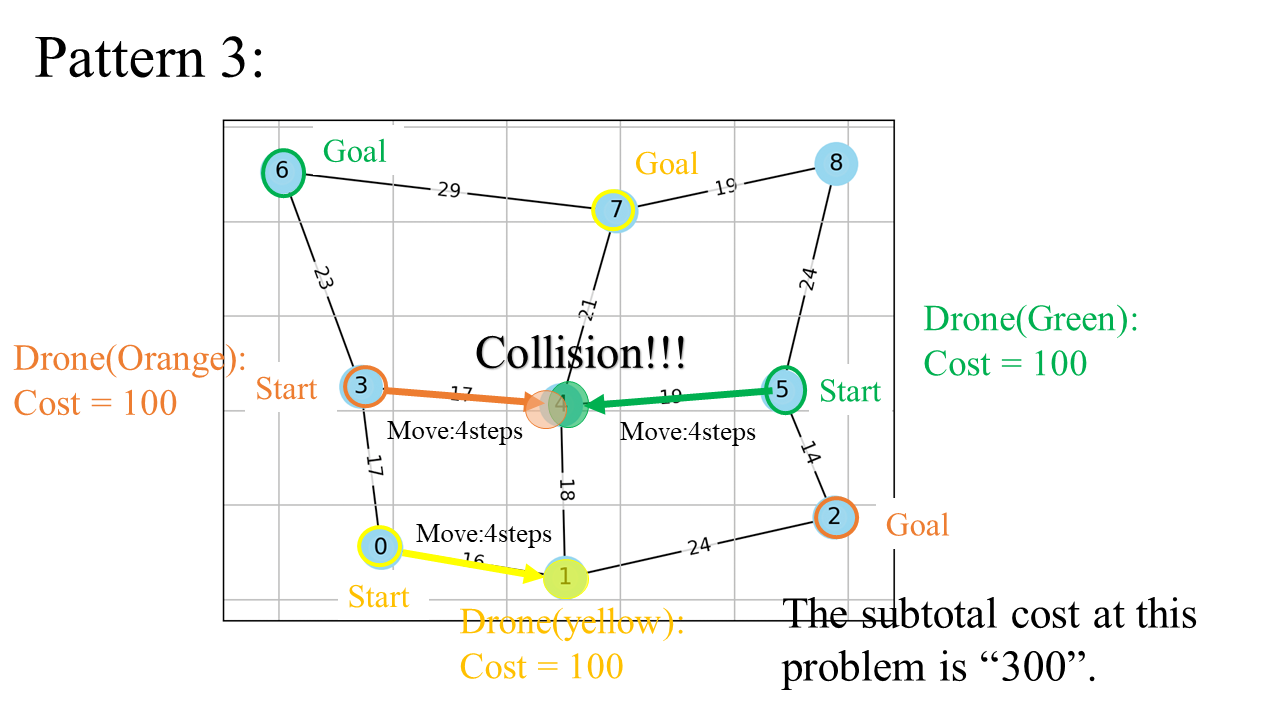 Pattern 3:
6
Goal
Goal
8
29
19
7
23
24
21
Drone(Green):
Cost = 100
Collision!!!
Drone(Orange):
Cost = 100
Start
3
17
4
19
5
Start
Move:4steps
Move:4steps
17
14
18
2
Goal
Move:4steps
0
16
24
1
Start
Drone(yellow):
Cost = 100
The subtotal cost at this
problem is “300”.